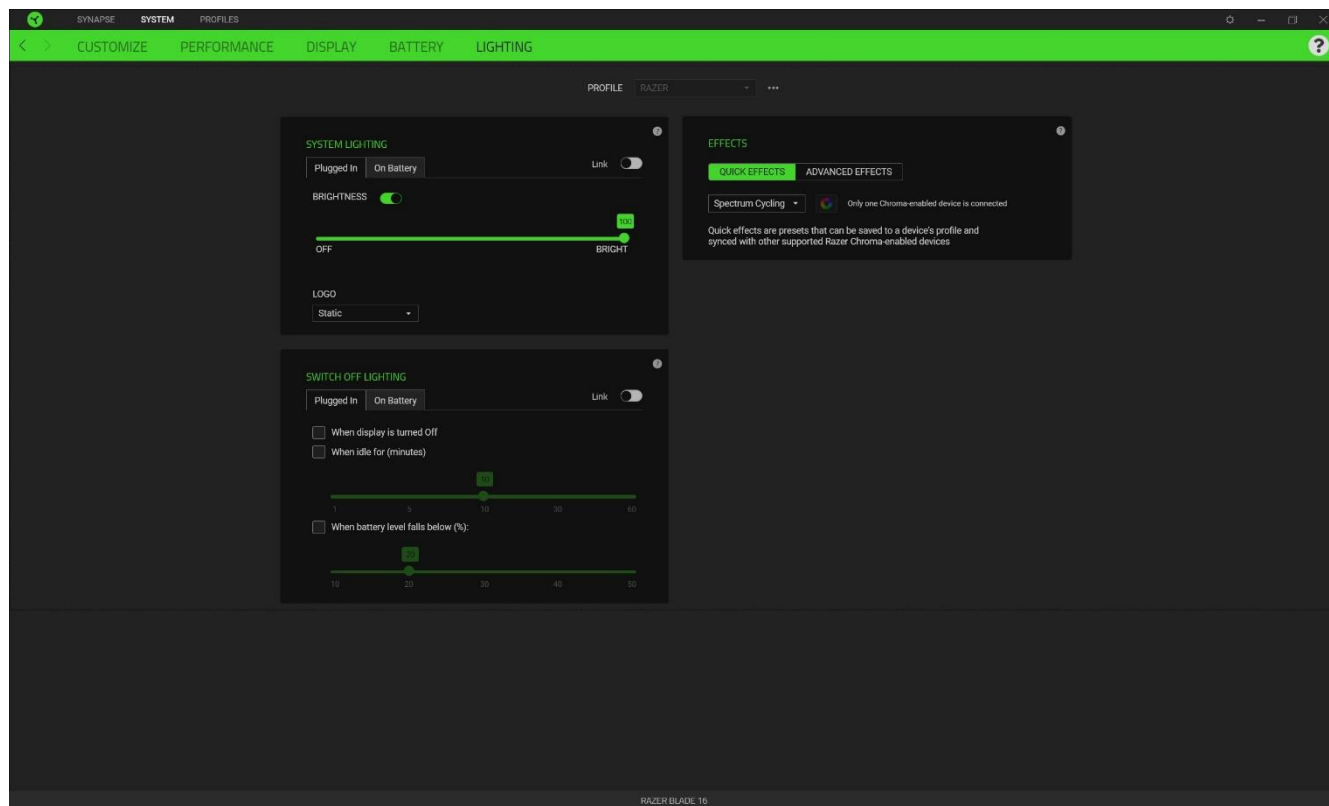 SYNAPSE SYSTEM PROFILES
CUSTOMIZE PERFORMANCE DISPLAY BATTERY LIGHTING
?
PROFILE RAZER
SYSTEM LIGHTING
?
Plugged In On Battery
Link
BRIGHTNESS
100
OFF BRIGHT
LOGO
Static
EFFECTS
?
QUICK EFFECTS ADVANCED EFFECTS
Spectrum Cycling Only one Chroma-enabled device is connected
Quick effects are presets that can be saved to a device's profile and
synced with other supported Razer Chroma-enabled devices
SWITCH OFF LIGHTING
?
Plugged In On Battery
Link
When display is turned Off
When idle for (minutes)
10
1 5 10 30 60
When battery level falls below (%):
20
10 20 30 40 50
RAZER BLADE 16